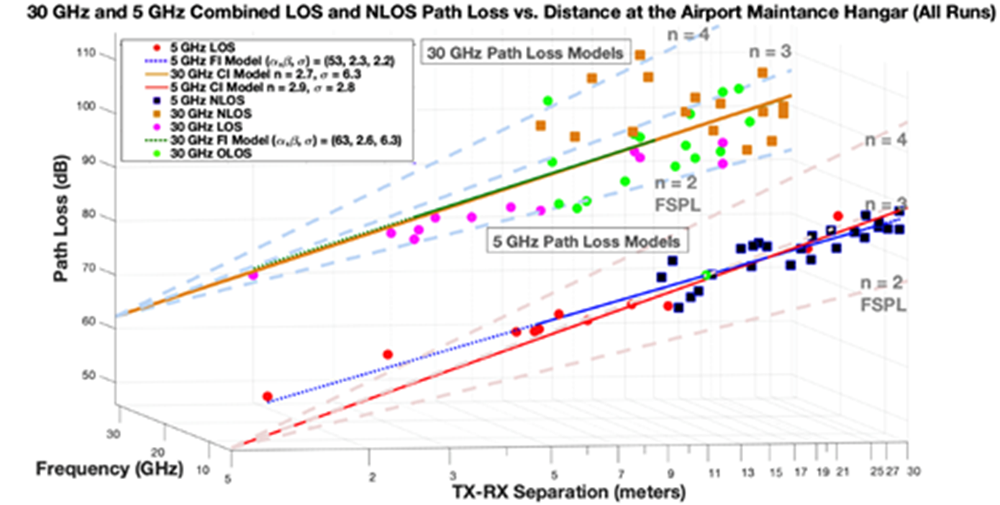 30 GHz and 5 GHz Combined LOS and NLOS Path Loss vs. Distance at the Airport Maintance Hangar (All Runs)
n = 4
n = 3
30 GHz Path Loss Models
5 GHz LOS
5 GHz FI Model (α,β, σ) = (53, 2.3, 2.2)
30 GHz CI Model n = 2.7, σ = 6.3
5 GHz CI Model n = 2.9, σ = 2.8
5 GHz NLOS
30 GHz NLOS
30 GHz LOS
30 GHz FI Model (α,β, σ) = (63, 2.6, 6.3)
30 GHz OLOS
110
100
90
80
70
60
50
Path Loss (dB)
n = 4
n = 2
FSPL
n = 3
5 GHz Path Loss Models
n = 2
FSPL
30
20
10
5
Frequency (GHz)
2 3 5 7 9 11 13 15 17 19 21 25 27 30
TX-RX Separation (meters)